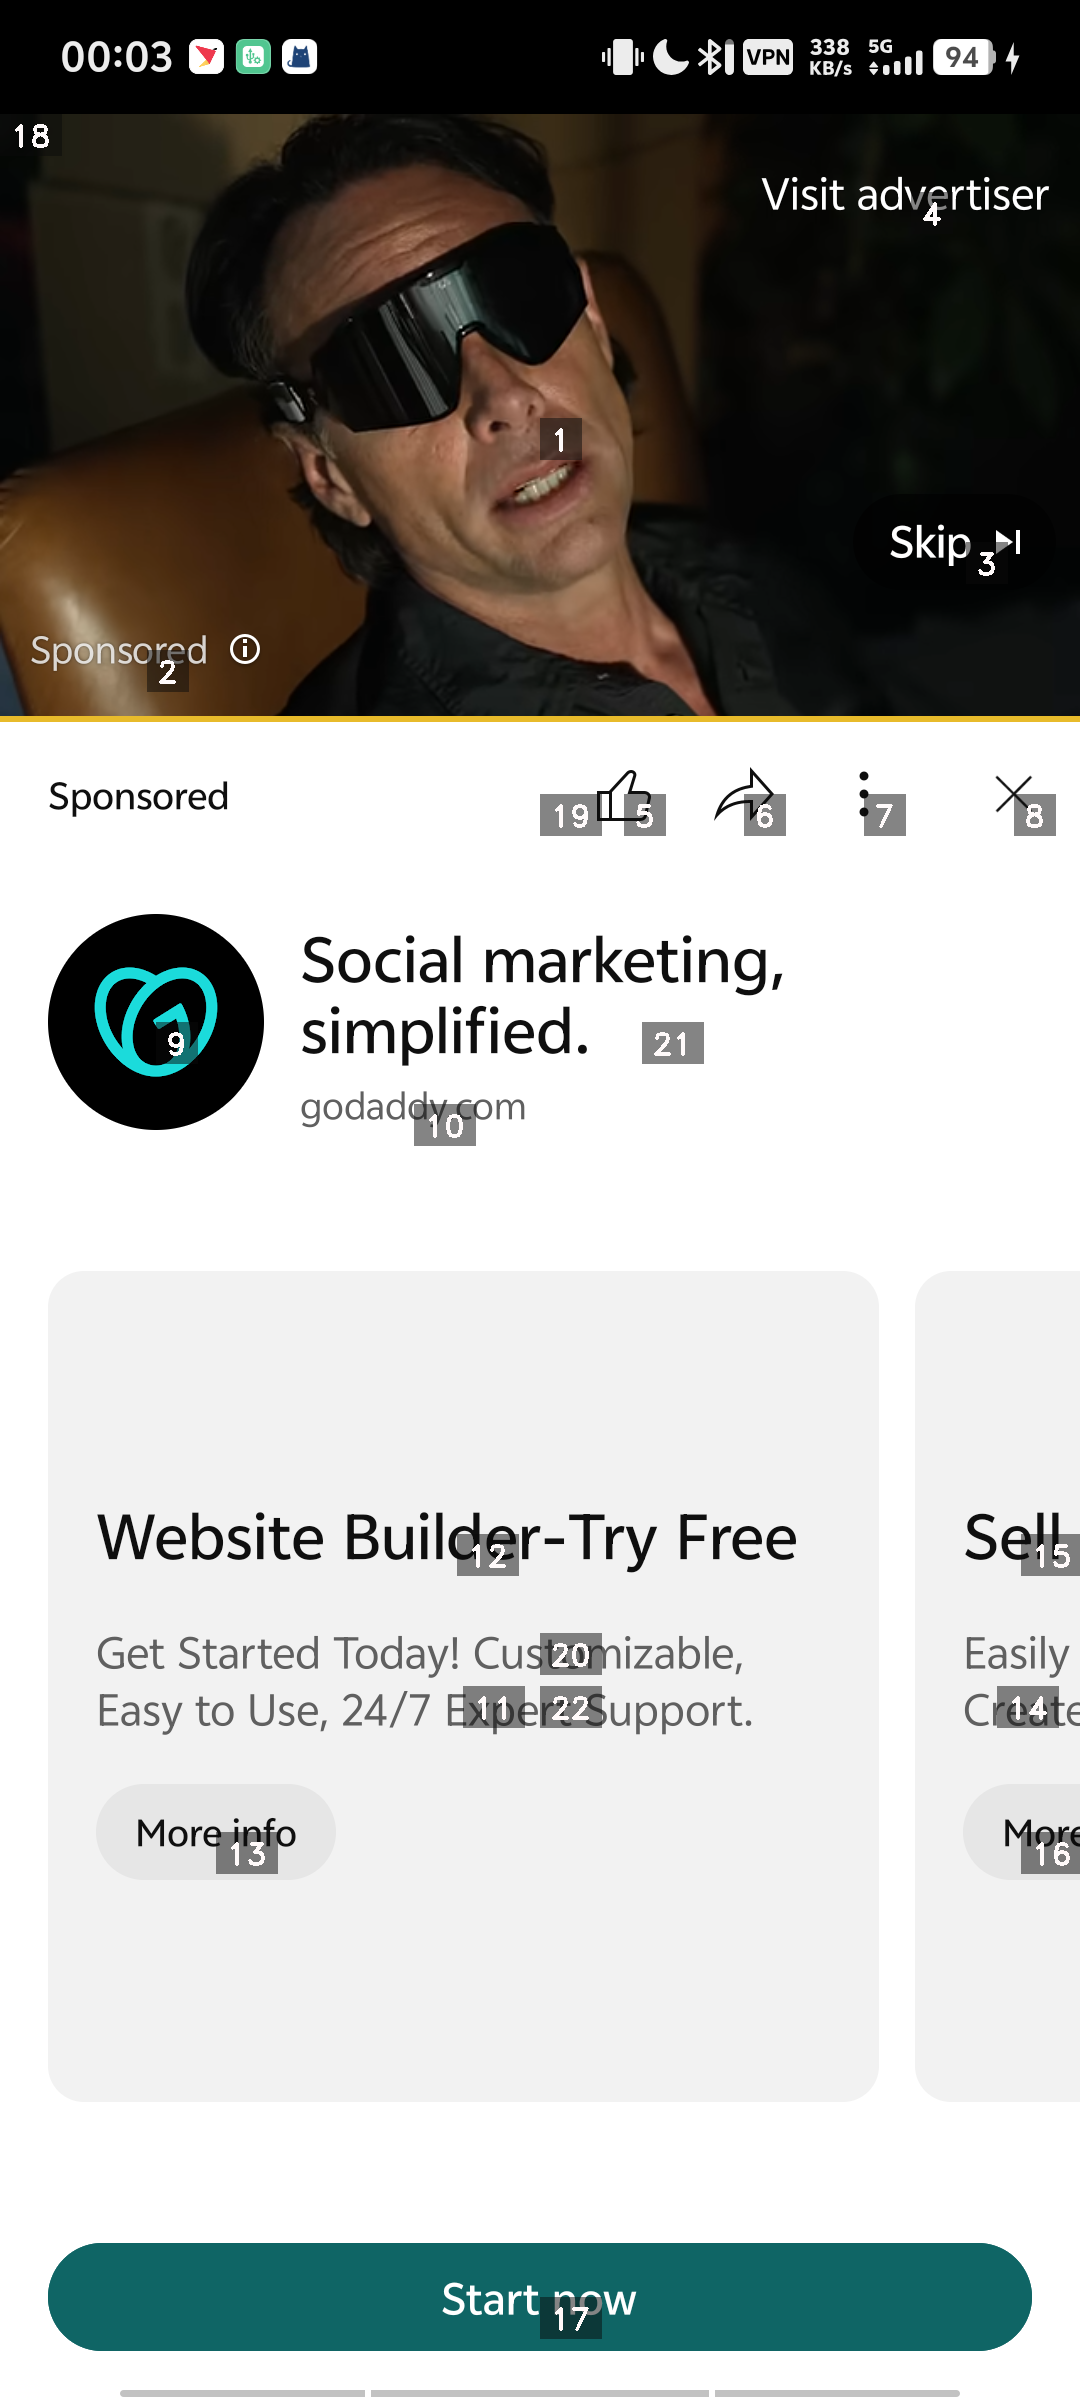 00:03
VPN
338
KB/s
5G
94
18
Visit advertiser
4
1
Skip
3
Sponsored
2
Sponsored
19
5
6
7
8
Social marketing,
simplified.
21
9
godaddy.com
10
Website Builder-Try Free
12
Sell
15
Get Started Today! Customizable,
20
Easy to Use, 24/7 Expert Support.
11
22
Easily
Create
14
More info
13
More
16
Start now
17